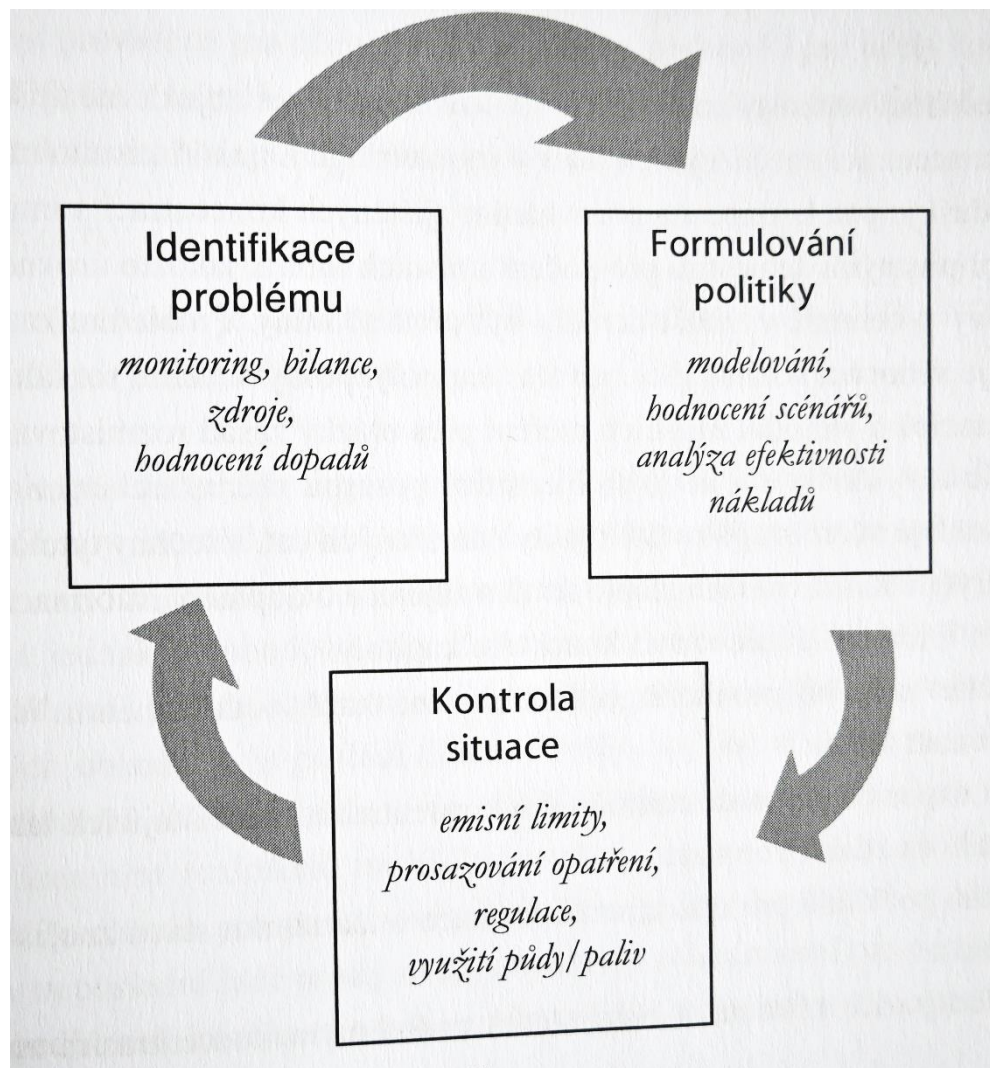 Identifikace
problému
monitoring, bilance,
zdroje,
hodnocení dopadů
Formulování
politiky
modelování,
hodnocení scénářů,
analýza efektivnosti
nákladů
Kontrola
situace
emisní limity,
prosazování opatření,
regulace,
využití půdy/paliv